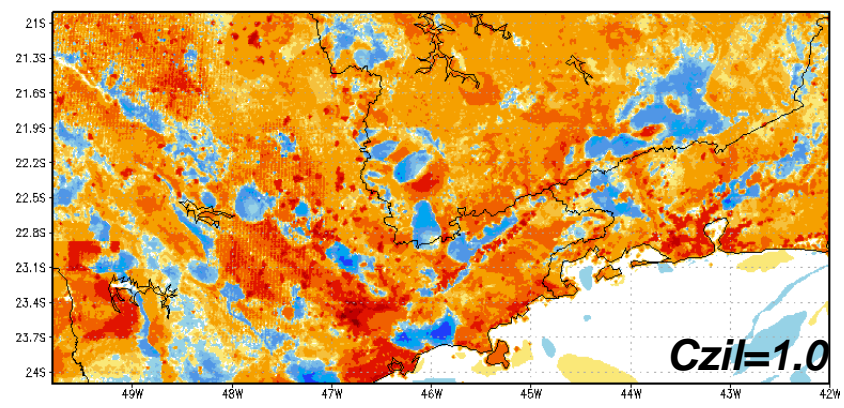 21S
21.3S
21.6S
21.9S
22.2S
22.5S
22.8S
23.1S
23.4S
23.7S
24S
Czil=1.0
49W 48W 47W 46W 45W 44W 43W 42W